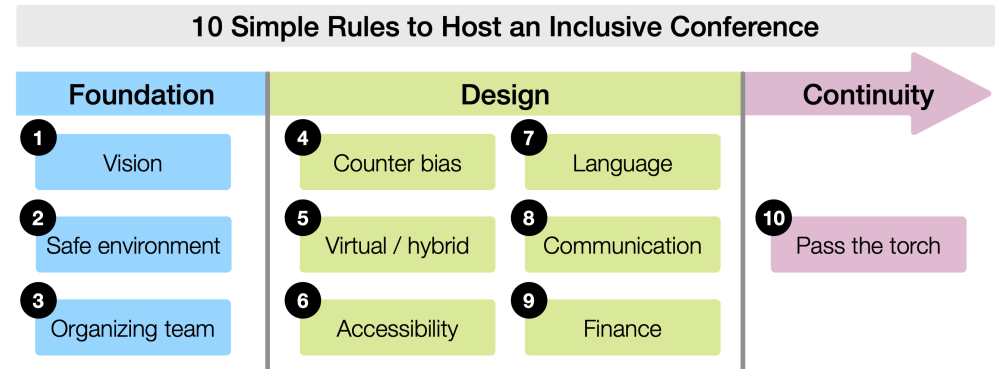 10 Simple Rules to Host an Inclusive Conference
Foundation
1
Vision
2
Safe environment
3
Organizing team
Design
4
Counter bias
5
Virtual / hybrid
6
Accessibility
7
Language
8
Communication
9
Finance
Continuity
10
Pass the torch